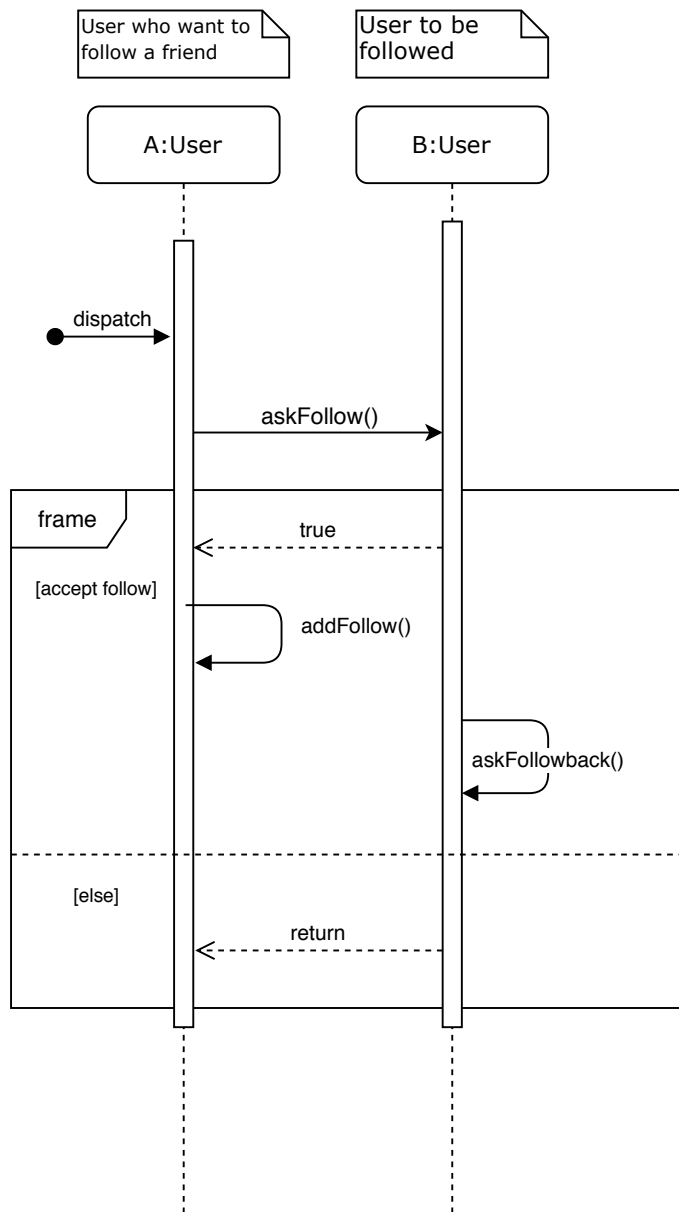 User who want to
follow a friend
User to be
followed
A:User
B:User
dispatch
askFollow()
frame
true
[accept follow]
addFollow()
askFollowback()
[else]
return